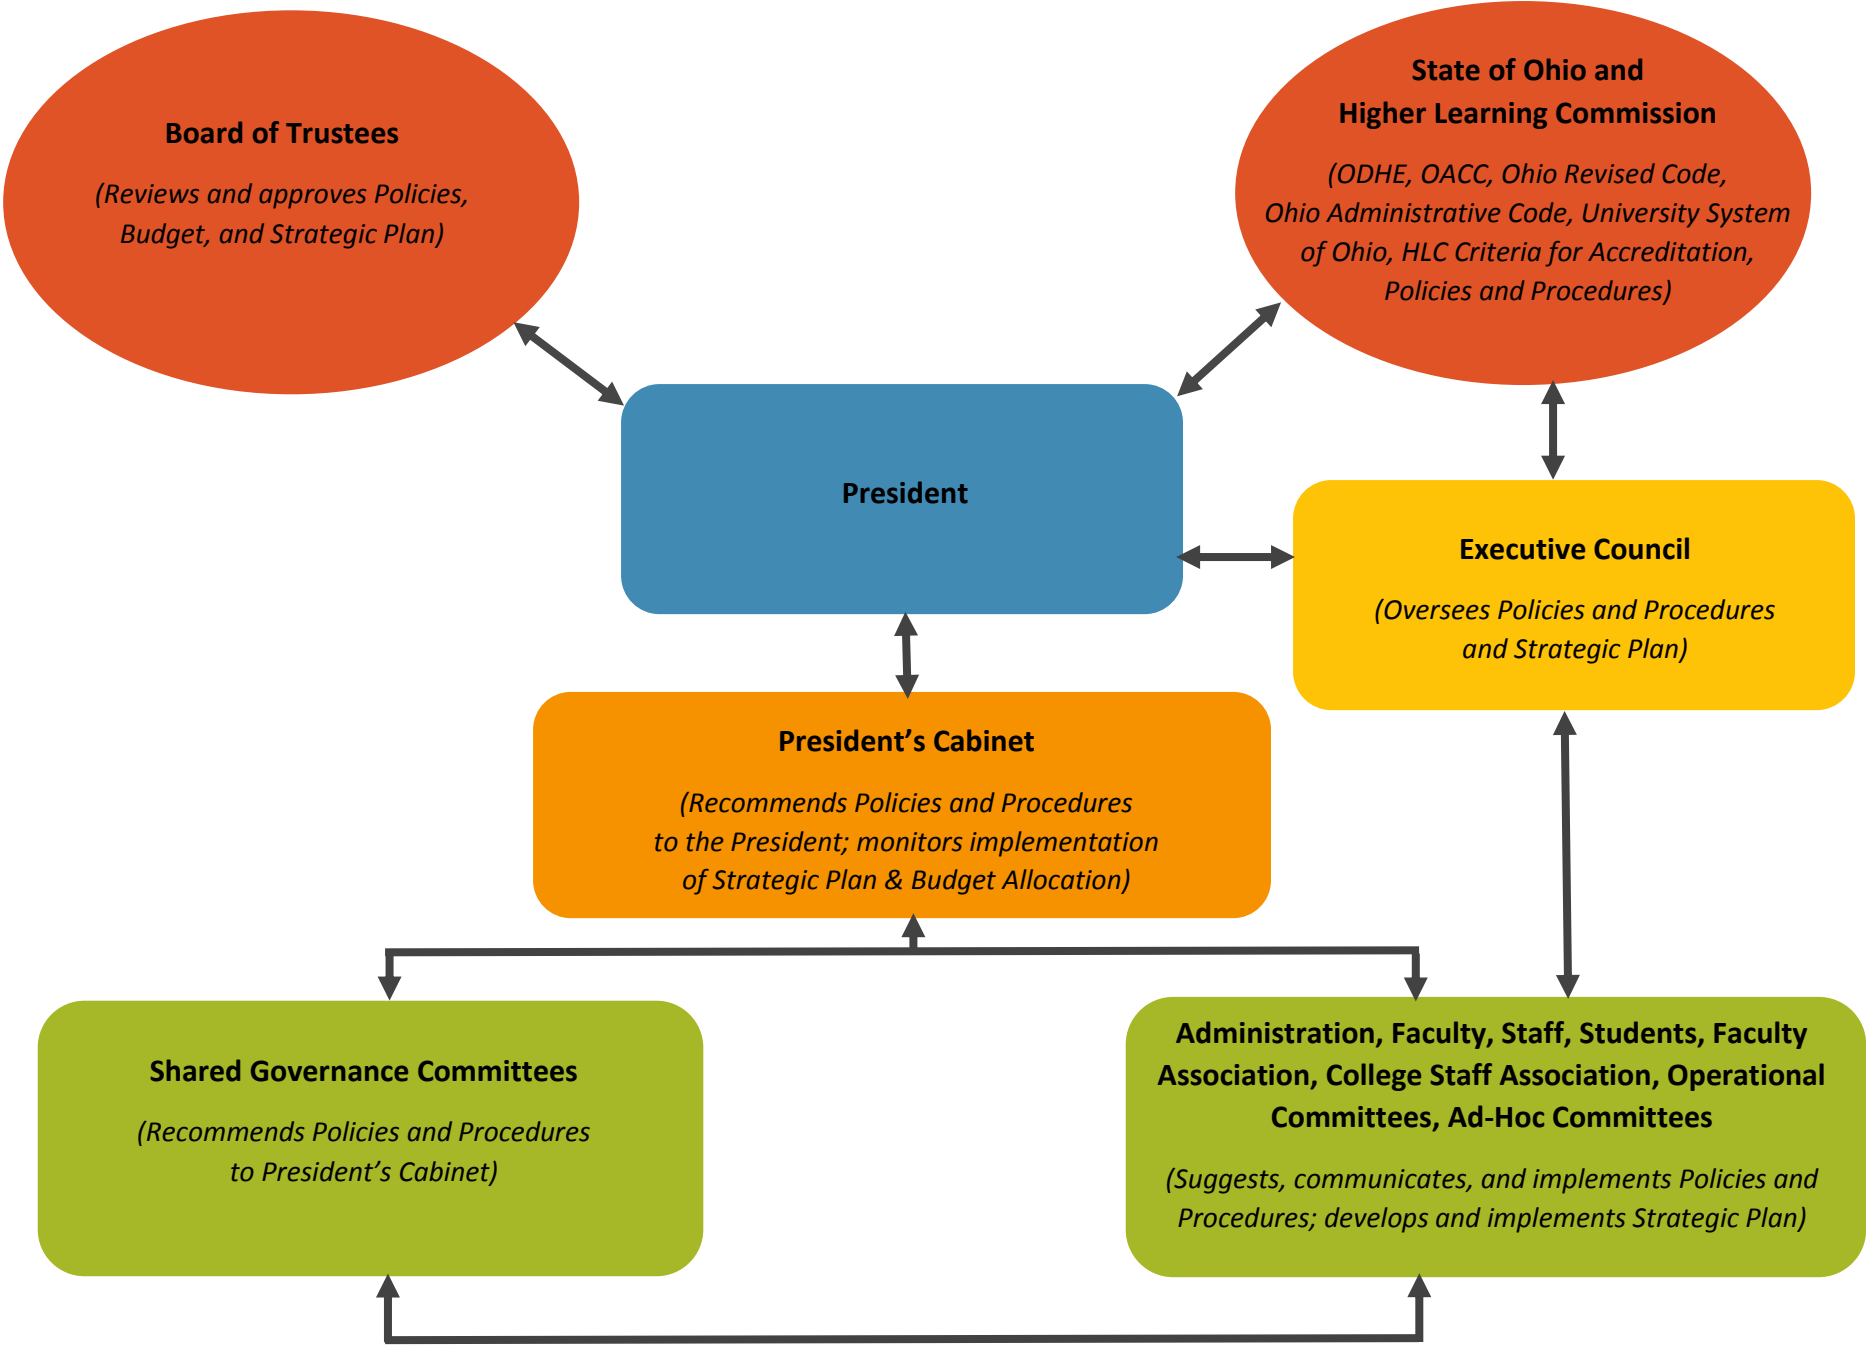 Board of Trustees
(Reviews and approves Policies,
Budget, and Strategic Plan)
State of Ohio and
Higher Learning Commission
(ODHE, OACC, Ohio Revised Code,
Ohio Administrative Code, University System
of Ohio, HLC Criteria for Accreditation,
Policies and Procedures)
President
Executive Council
(Oversees Policies and Procedures
and Strategic Plan)
President’s Cabinet
(Recommends Policies and Procedures
to the President; monitors implementation
of Strategic Plan & Budget Allocation)
Shared Governance Committees
(Recommends Policies and Procedures
to President’s Cabinet)
Administration, Faculty, Staff, Students, Faculty
Association, College Staff Association, Operational
Committees, Ad-Hoc Committees
(Suggests, communicates, and implements Policies and
Procedures; develops and implements Strategic Plan)